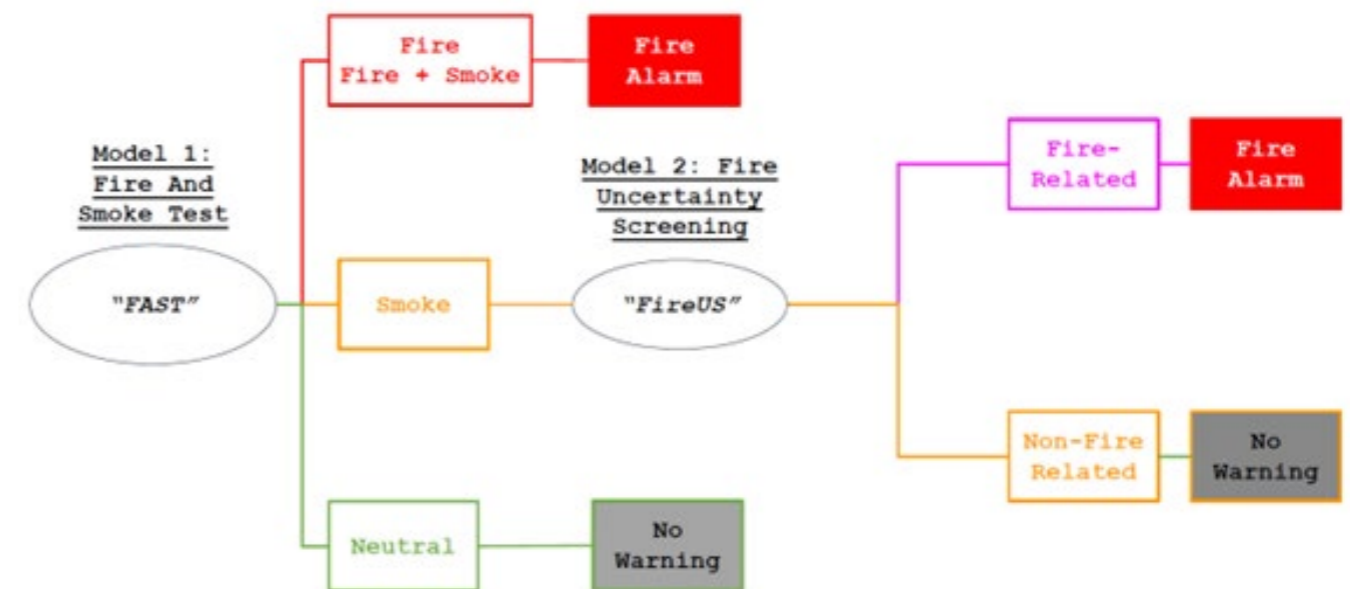 Fire
Fire + Smoke
Fire
Alarm
Model 1:
Fire And
Smoke Test
"FAST"
Smoke
Model 2: Fire
Uncertainty
Screening
"FireUS"
Fire-
Related
Fire
Alarm
Non-Fire
Related
No
Warning
Neutral
No
Warning